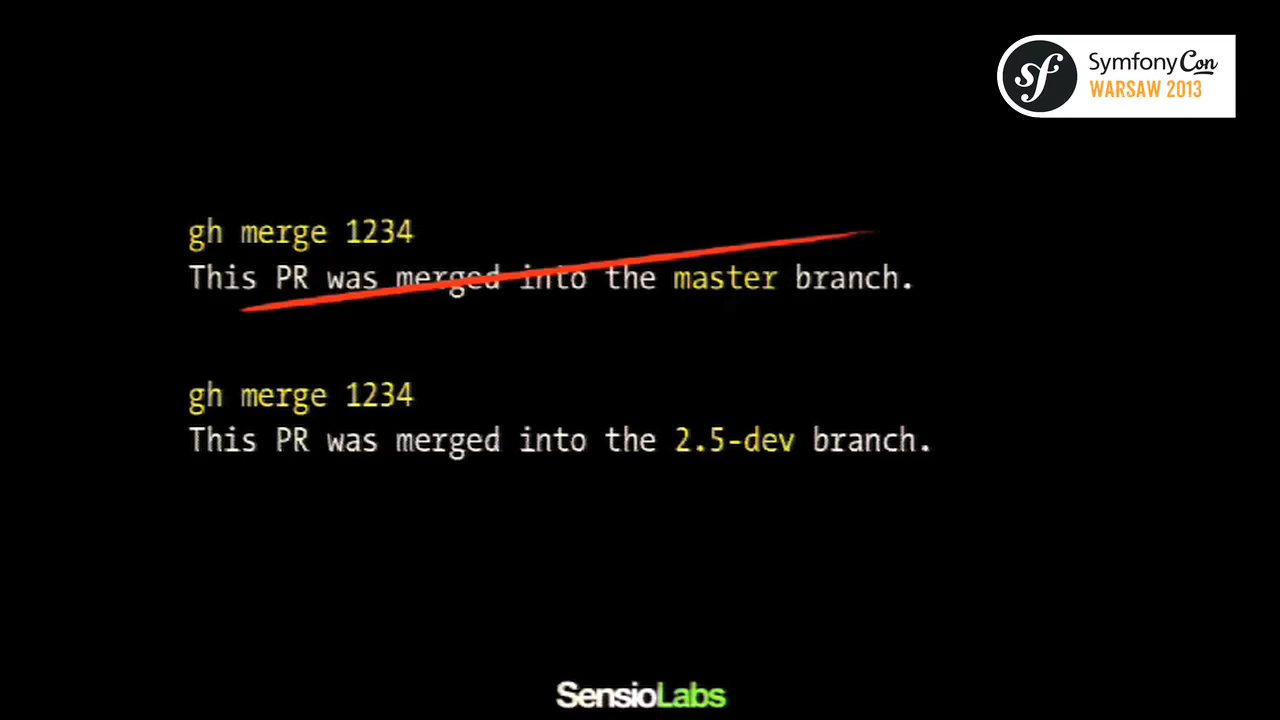 sf SymfonyCon
WARSAW 2013
gh merge 1234
This PR was merged into the master branch.
gh merge 1234
This PR was merged into the 2.5-dev branch.
SensioLabs